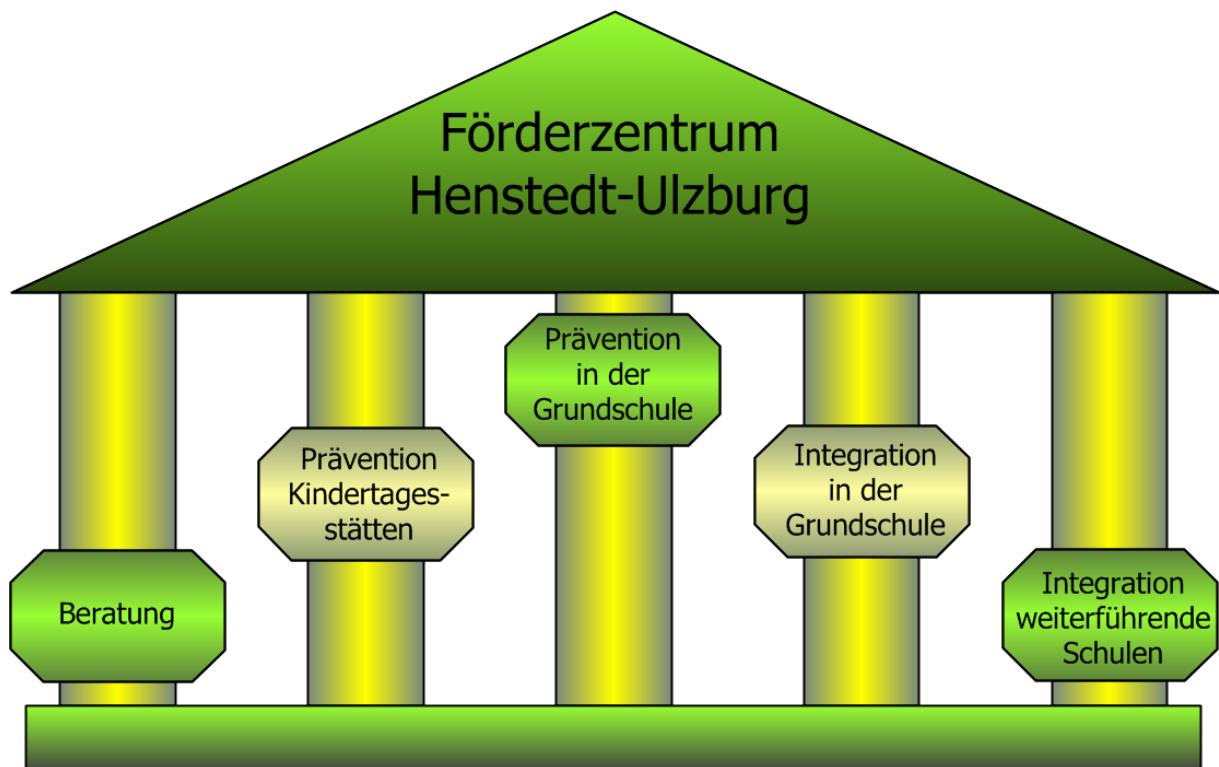 Förderzentrum
Henstedt-Ulzburg
Beratung
Prävention
Kindertages-
stätten
Prävention
in der
Grundschule
Integration
in der
Grundschule
Integration
weiterführende
Schulen